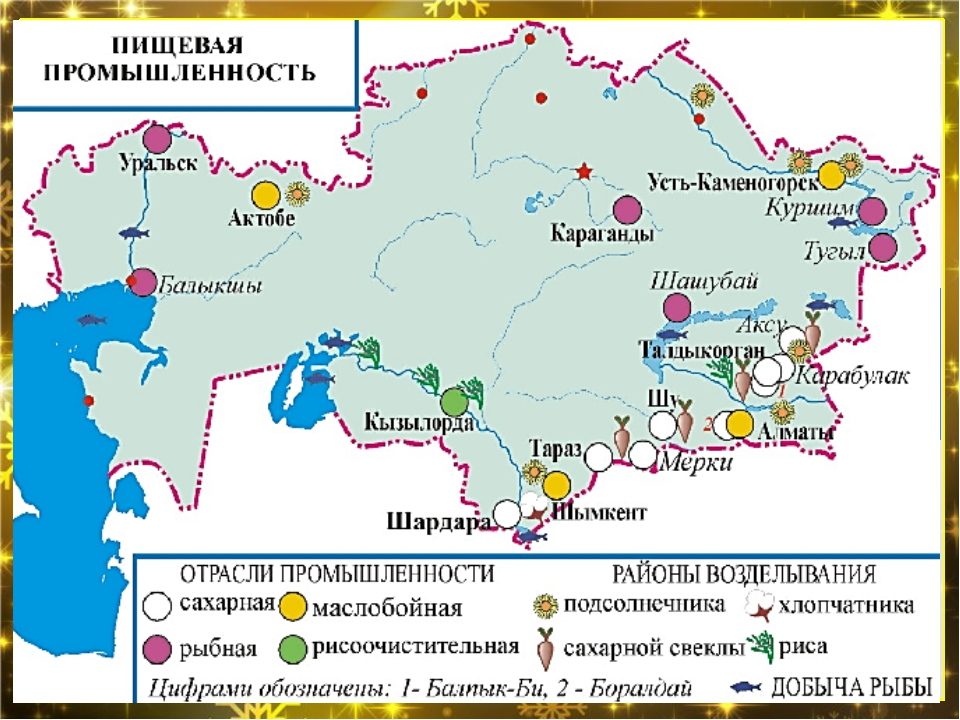 ПИЩЕВАЯ
ПРОМЫШЛЕННОСТЬ
Уральск
Актобе
Усть-Каменогорск
Куршим
Караганды
Тугыл
Балыкшы
Шашубай
Аксу
Талдыкорган
Карабулак
1
Шу
Кызылорда
2
Алматы
Тараз
Мерки
Шардара
Шымкент
ОТРАСЛИ ПРОМЫШЛЕННОСТИ
РАЙОНЫ ВОЗДЕЛЫВАНИЯ
сахарная
маслобойная
подсолнечника
хлопчатника
рыбная
рисоочистительная
сахарной свеклы
риса
Цифрами обозначены: 1- Балпык-Би, 2 - Боралдай
ДОБЫЧА РЫБЫ